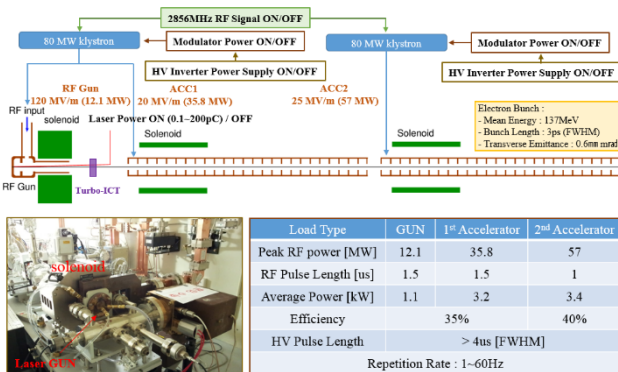 2856MHz RF Signal ON/OFF
80 MW klystron
Modulator Power ON/OFF
80 MW klystron
Modulator Power ON/OFF
HV Inverter Power Supply ON/OFF
HV Inverter Power Supply ON/OFF
RF Gun
120 MV/m (12.1 MW)
ACC1
20 MV/m (35.8 MW)
ACC2
25 MV/m (57 MW)
RF input
solenoid
Laser Power ON (0.1~200pC) / OFF
Solenoid
Solenoid
Electron Bunch :
- Mean Energy : 137MeV
- Bunch Length : 3ps (FWHM)
- Transverse Emittance : 0.6mm mrad
RF Gun
Turbo-ICT
solenoid
Laser GUN
Load Type GUN 1st Accelerator 2nd Accelerator
Peak RF power [MW] 12.1 35.8 57
RF Pulse Length [us] 1.5 1.5 1
Average Power [kW] 1.1 3.2 3.4
Efficiency 35% 40%
HV Pulse Length > 4us [FWHM]
Repetition Rate : 1~60Hz